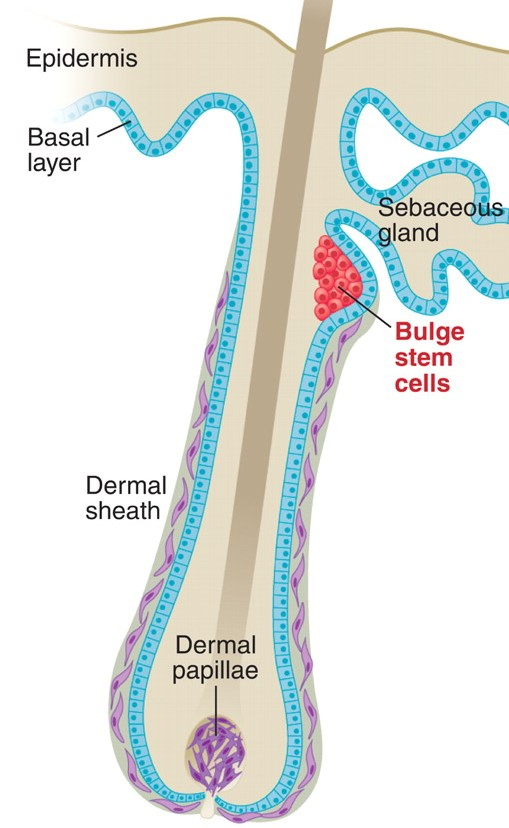 Epidermis
Basal
layer
Sebaceous
gland
Bulge
stem
cells
Dermal
sheath
Dermal
papillae